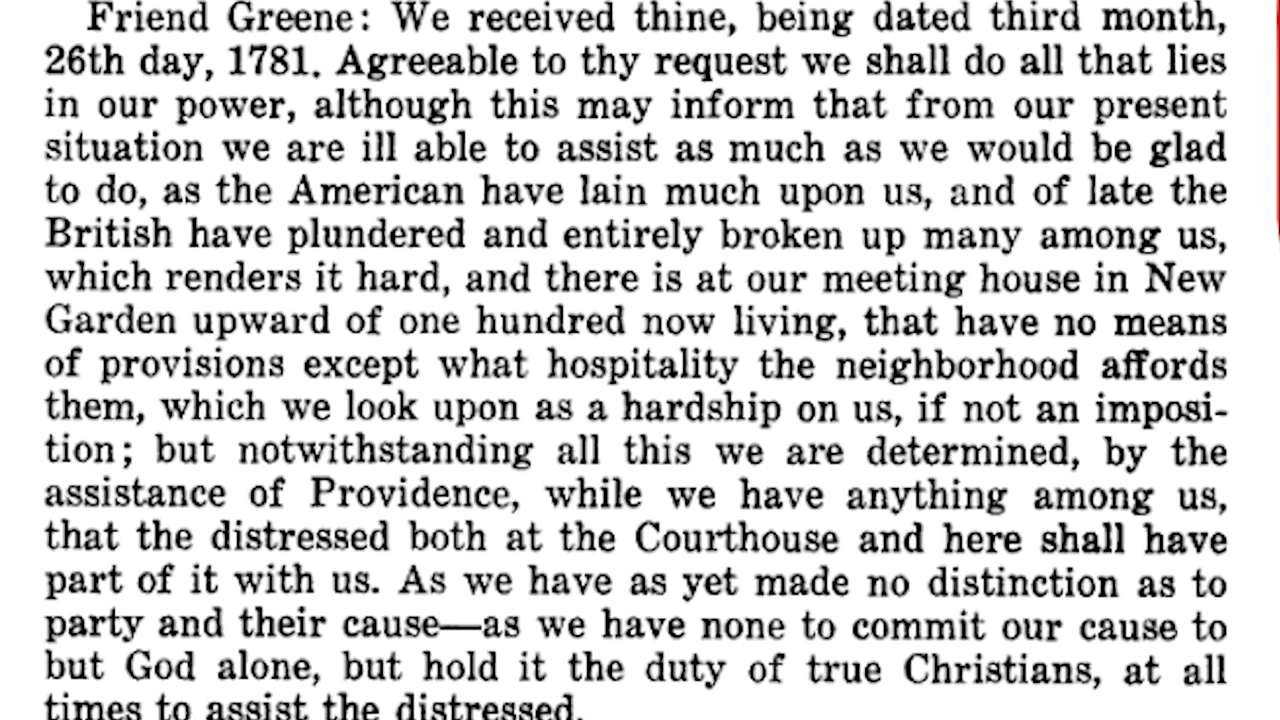 Friend Greene: We received thine, being dated third month,
26th day, 1781. Agreeable to thy request we shall do all that lies
in our power, although this may inform that from our present
situation we are ill able to assist as much as we would be glad
to do, as the American have lain much upon us, and of late the
British have plundered and entirely broken up many among us,
which renders it hard, and there is at our meeting house in New
Garden upward of one hundred now living, that have no means
of provisions except what hospitality the neighborhood affords
them, which we look upon as a hardship on us, if not an imposi-
tion; but notwithstanding all this we are determined, by the
assistance of Providence, while we have anything among us,
that the distressed both at the Courthouse and here shall have
part of it with us. As we have as yet made no distinction as to
party and their cause—as we have none to commit our cause to
but God alone, but hold it the duty of true Christians, at all
times to assist the distressed.